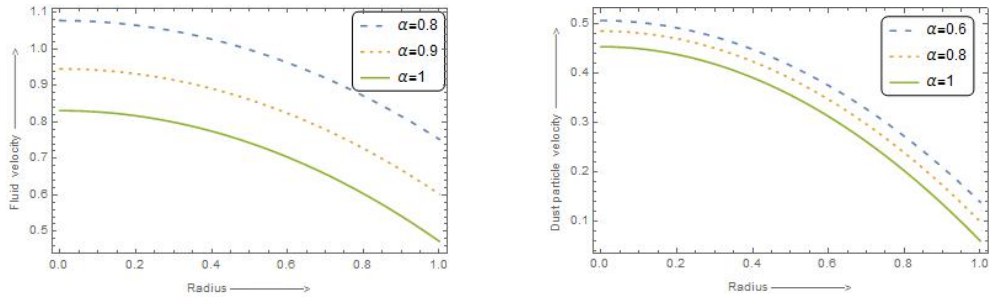 1.1
1.0
0.9
0.8
0.7
0.6
0.5
Fluid velocity
0.0 0.2 0.4 0.6 0.8 1.0
Radius
α=0.8
α=0.9
α=1
0.5
0.4
0.3
0.2
0.1
Dust particle velocity
0.0 0.2 0.4 0.6 0.8 1.0
Radius
α=0.6
α=0.8
α=1